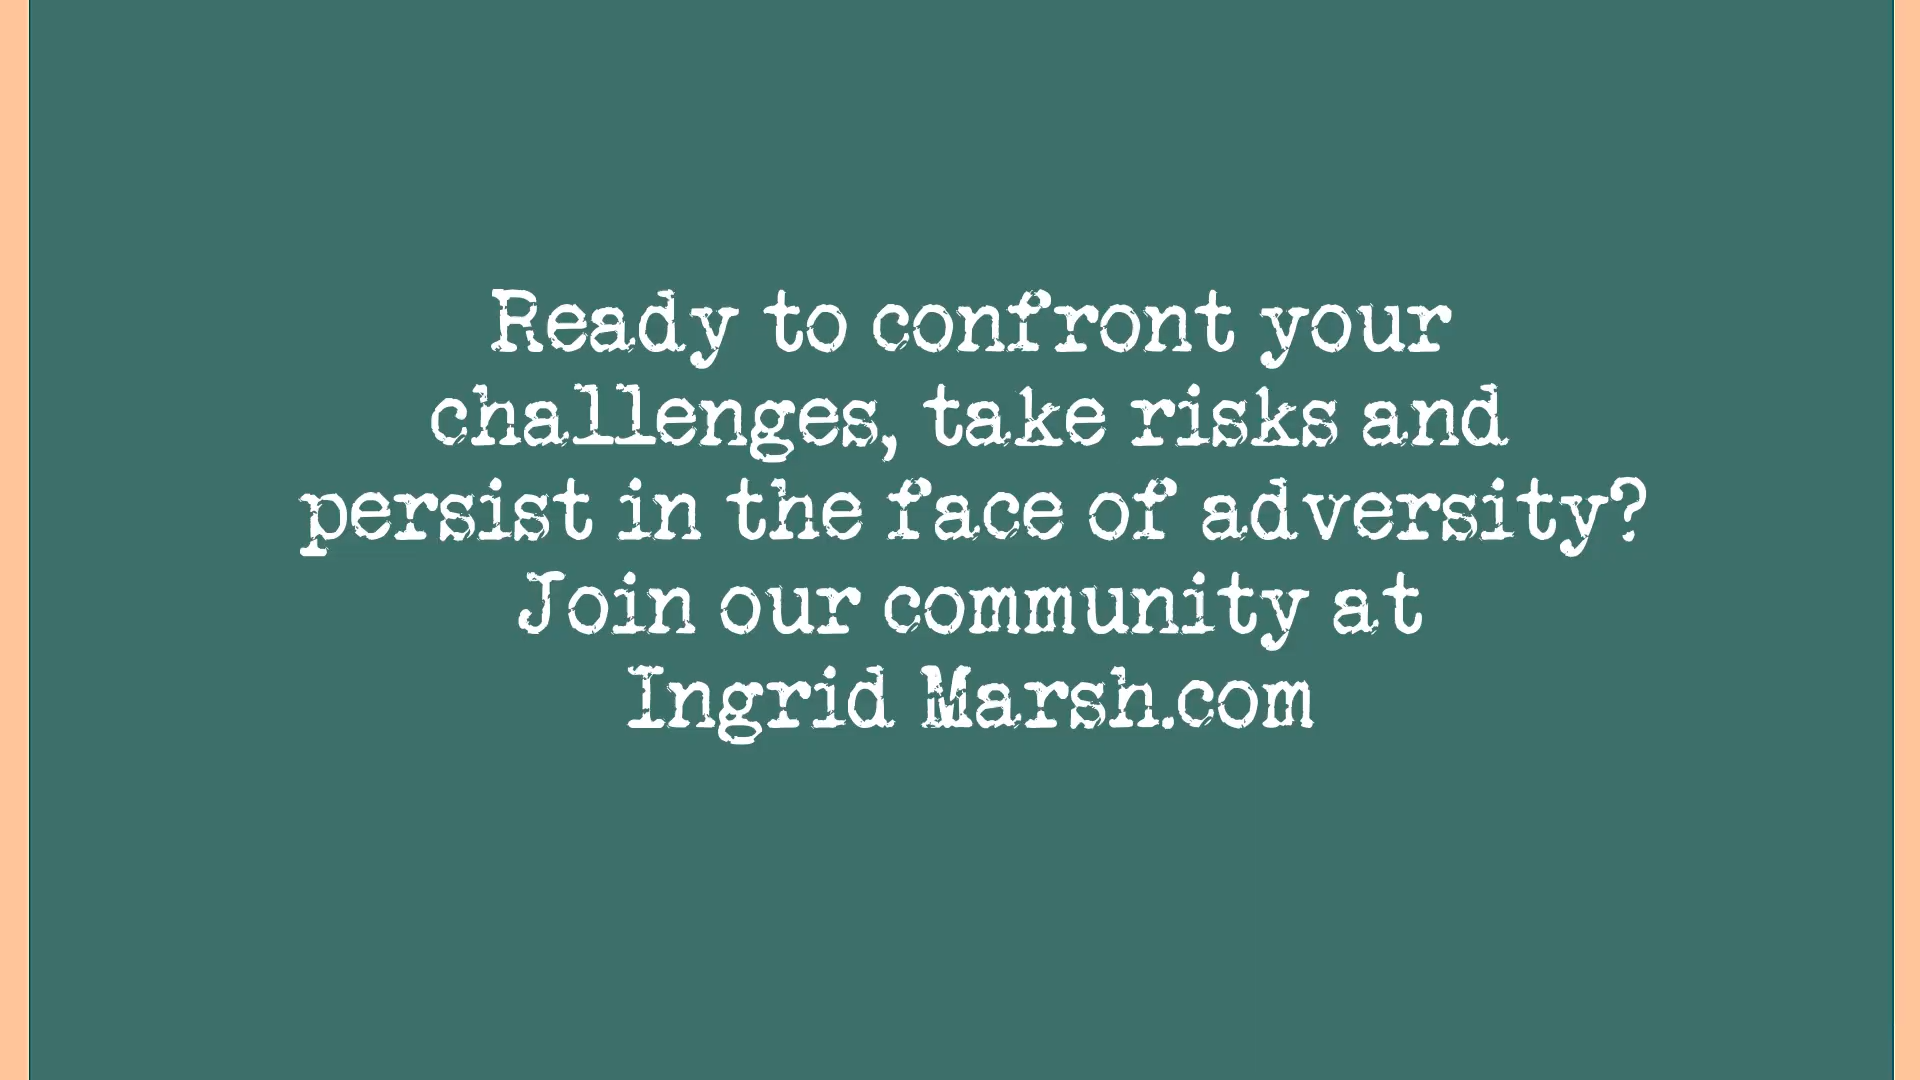 Ready to confront your
challenges, take risks and
persist in the face of adversity?
Join our community at
Ingrid Marsh.com